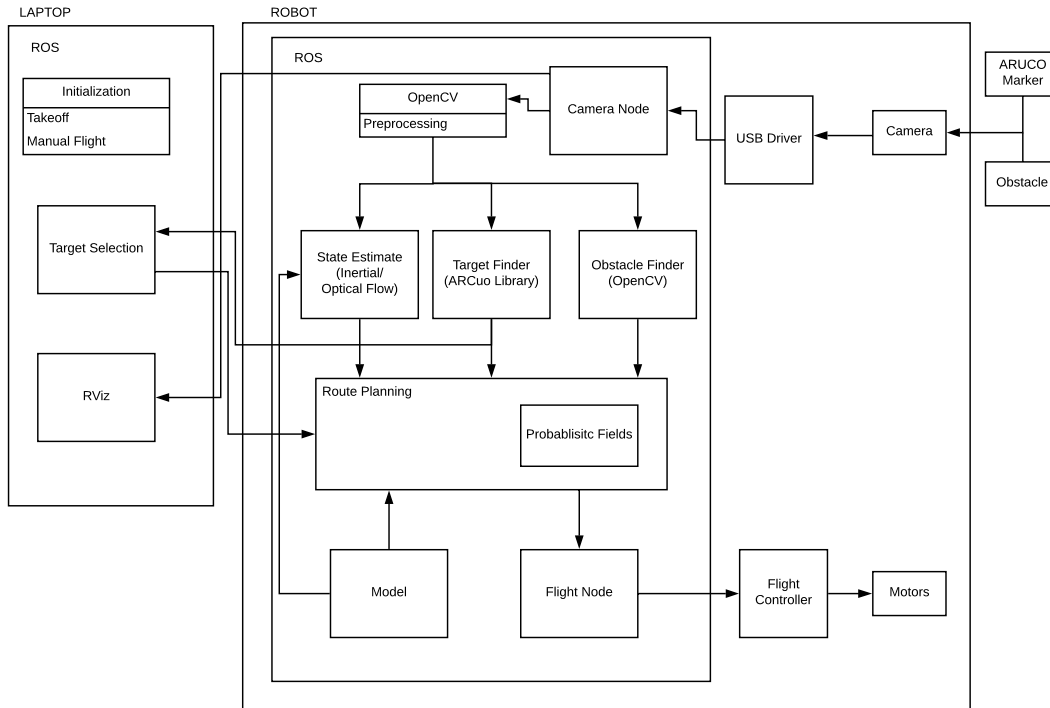 LAPTOP
ROS
Initialization
Takeoff
Manual Flight
Target Selection
RViz
ROBOT
ROS
OpenCV
Preprocessing
Camera Node
USB Driver
Camera
ARUCO
Marker
Obstacle
State Estimate
(Inertial/
Optical Flow)
Target Finder
(ARCuo Library)
Obstacle Finder
(OpenCV)
Route Planning
Probablisitc Fields
Model
Flight Node
Flight
Controller
Motors